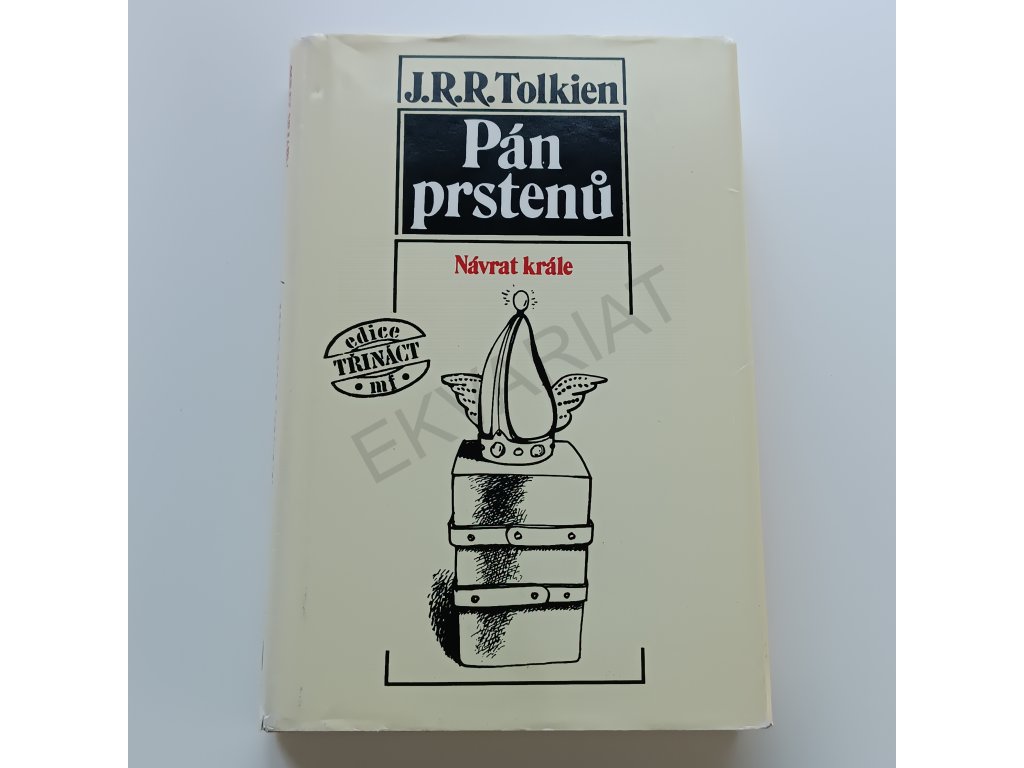 J.R.R.Tolkien
Pán
prstenů
Návrat krále
edice
TŘINÁCT
• mf •
EKVARIAT